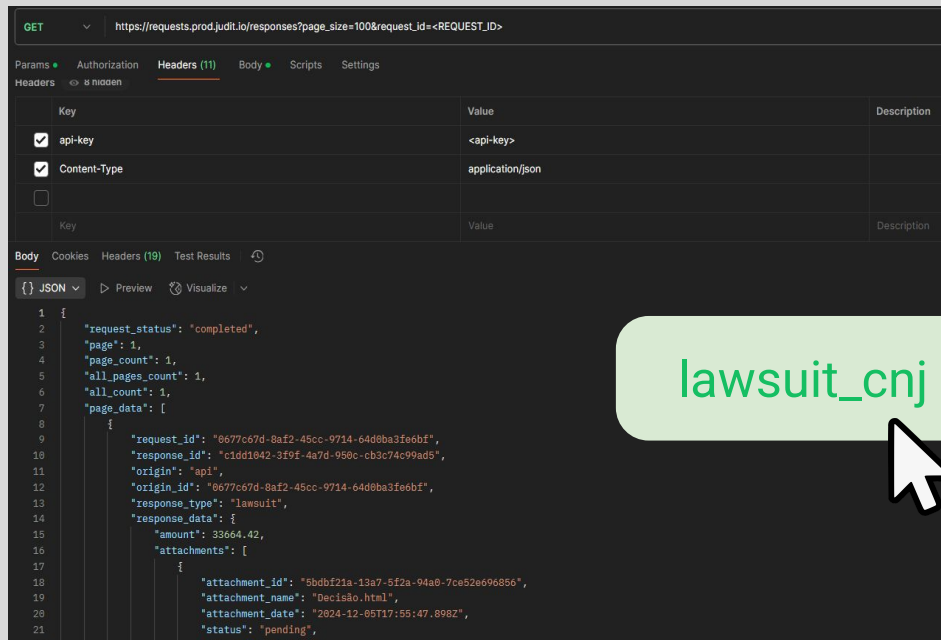 GET https://requests.prod.judit.io/responses?page_size=100&request_id=<REQUEST_ID>
Params Authorization Headers (11) Body Scripts Settings
Headers 8 hidden
Key Value Description
api-key <api-key>
Content-Type application/json
Key Value Description
Body Cookies Headers (19) Test Results
{} JSON Preview Visualize
1 {
2 "request_status": "completed",
3 "page": 1,
4 "page_count": 1,
5 "all_pages_count": 1,
6 "all_count": 1,
7 "page_data": [
8 {
9 "request_id": "0677c67d-8af2-45cc-9714-64d0ba3fe6bf",
10 "response_id": "c1dd1042-3f9f-4a7d-950c-cb3c74c99ad5",
11 "origin": "api",
12 "origin_id": "0677c67d-8af2-45cc-9714-64d0ba3fe6bf",
13 "response_type": "lawsuit",
14 "response_data": {
15 "amount": 33664.42,
16 "attachments": [
17 {
18 "attachment_id": "5bdbf21a-13a7-5f2a-94a0-7ce52e696856",
19 "attachment_name": "Decisão.html",
20 "attachment_date": "2024-12-05T17:55:47.898Z",
21 "status": "pending",
lawsuit_cnj